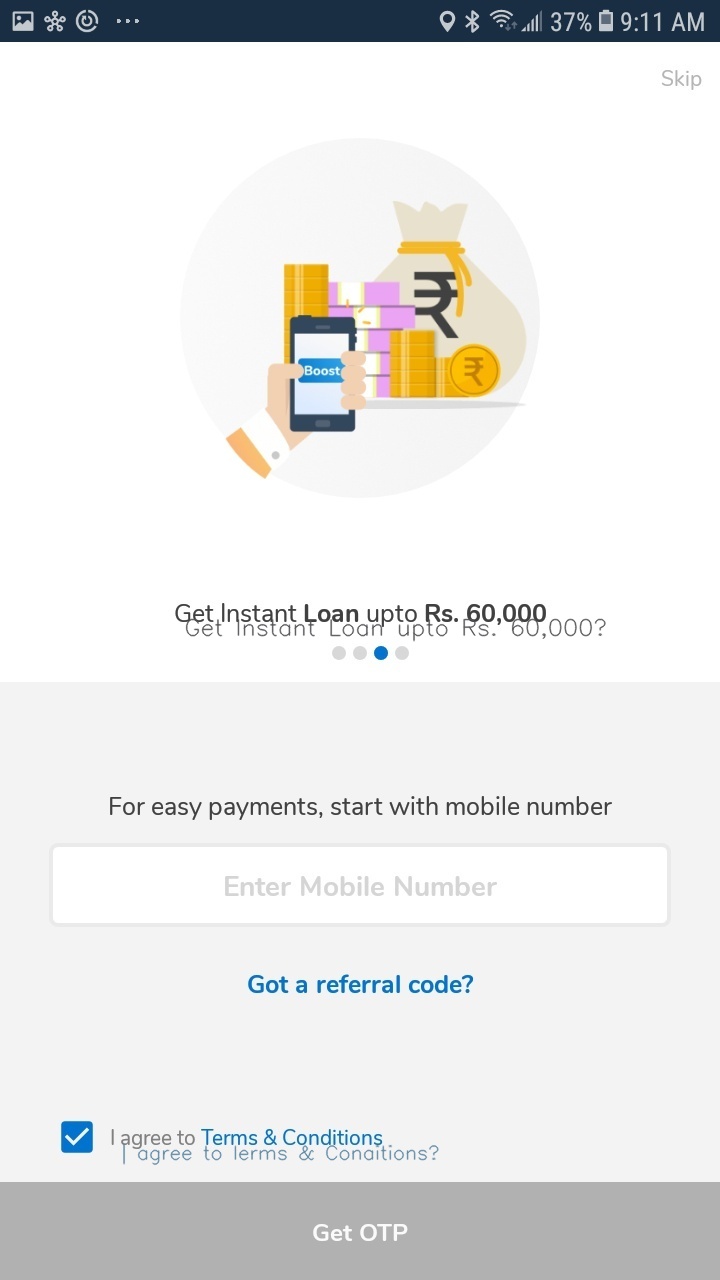 37% 9:11 AM
Skip
₹
Boost
₹
Get Instant Loan upto Rs. 60,000
Get Instant Loan upto Rs. 60,000?
For easy payments, start with mobile number
Enter Mobile Number
Got a referral code?
I agree to Terms & Conditions
I agree to Terms & Conditions?
Get OTP